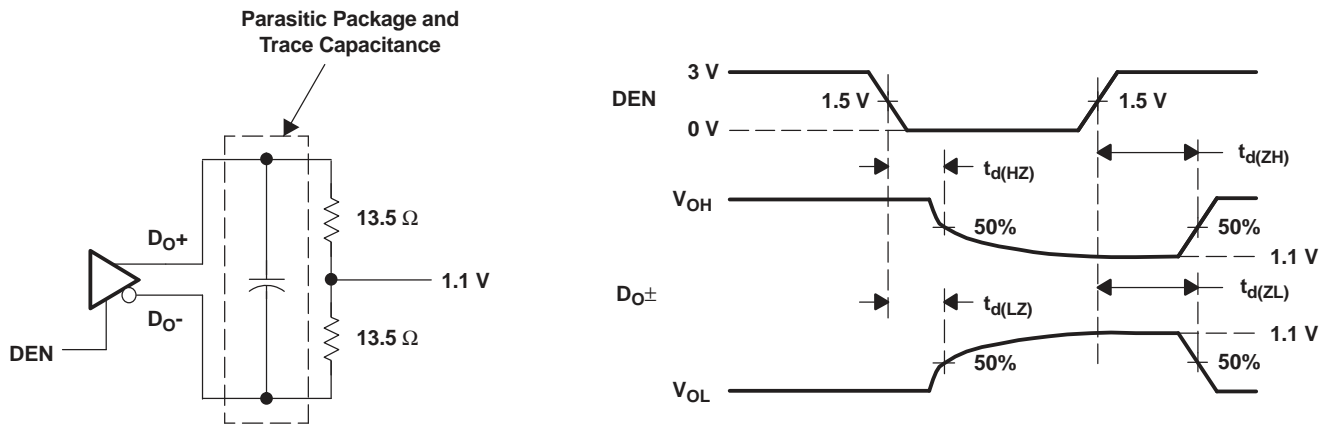 Parasitic Package and
Trace Capacitance
DO+
DO-
DEN
13.5 Ω
1.1 V
13.5 Ω
DEN
3 V
1.5 V
1.5 V
0 V
td(HZ)
td(ZH)
VOH
50%
50%
1.1 V
DO±
td(LZ)
td(ZL)
1.1 V
50%
50%
VOL